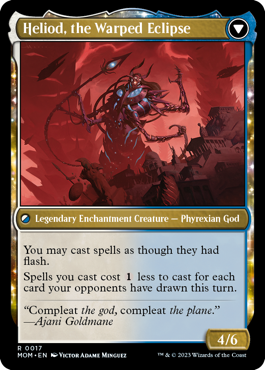 Heliod, the Warped Eclipse
Legendary Enchantment Creature — Phyrexian God
You may cast spells as though they had
flash.
Spells you cast cost 1 less to cast for each
card your opponents have drawn this turn.
“Compleat the god, compleat the plane.”
—Ajani Goldmane
4/6
R 0017
MOM • EN VICTOR ADAME MINGUEZ
™ & © 2023 Wizards of the Coast